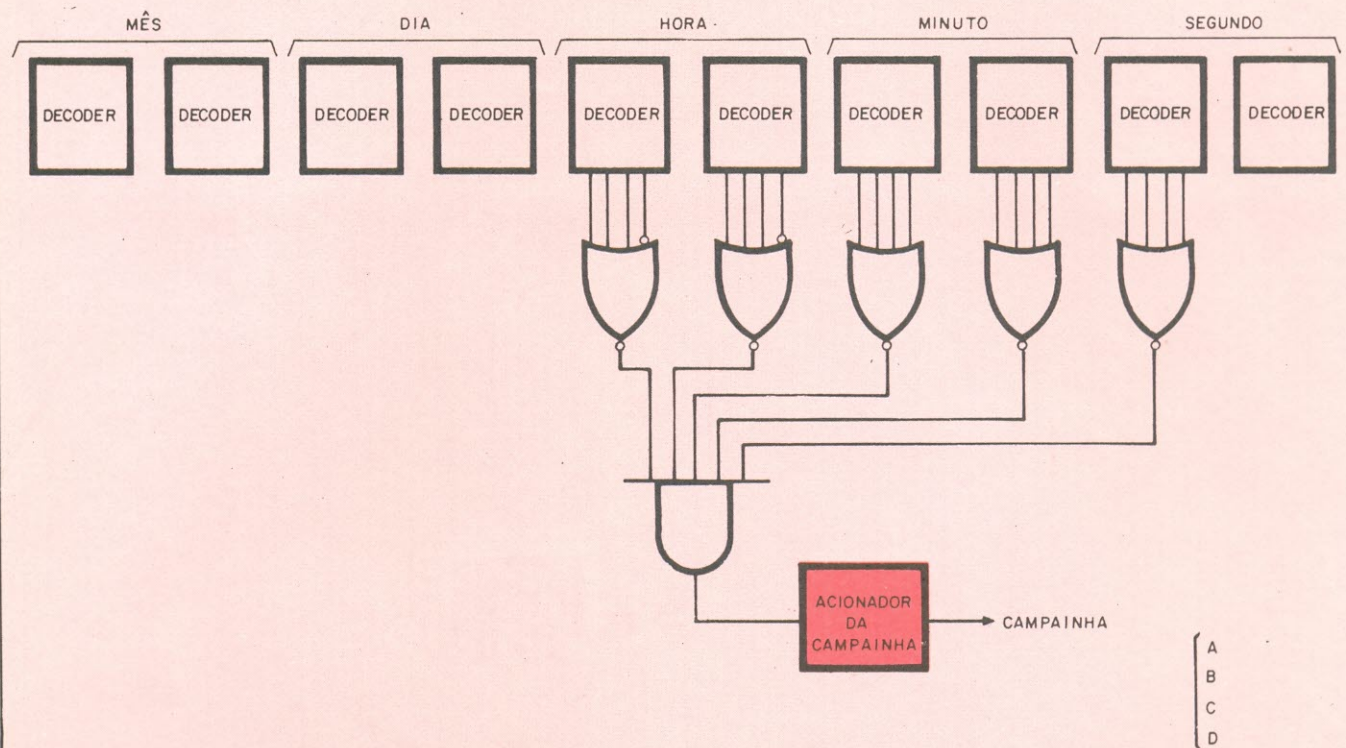 MÊS DIA HORA MINUTO SEGUNDO
DECODER DECODER DECODER DECODER DECODER DECODER DECODER DECODER DECODER DECODER
ACIONADOR
DA
CAMPAINHA
CAMPAINHA
A
B
C
D